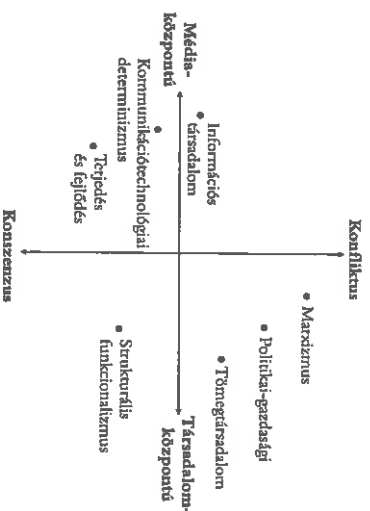 Konfliktus
Marxizmus
Politikai-gazdasági
Tömegtársadalom
Információs
társadalom
Média-
központú
Társadalom-
központú
Kommunikációtechnológiai
determinizmus
Strukturális
funkcionalizmus
Terjedés
és fejlődés
Konszenzus